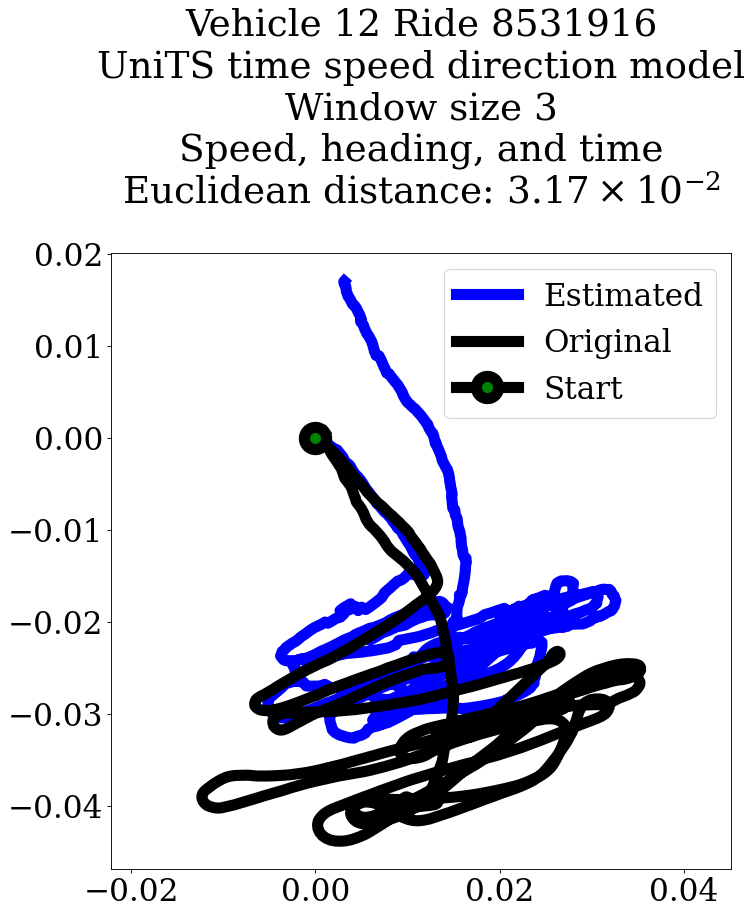 Vehicle 12 Ride 8531916
UniTS time speed direction model
Window size 3
Speed, heading, and time
Euclidean distance: 3.17 × 10⁻²
0.02
0.01
0.00
−0.01
−0.02
−0.03
−0.04
Estimated
Original
Start
−0.02
0.00
0.02
0.04